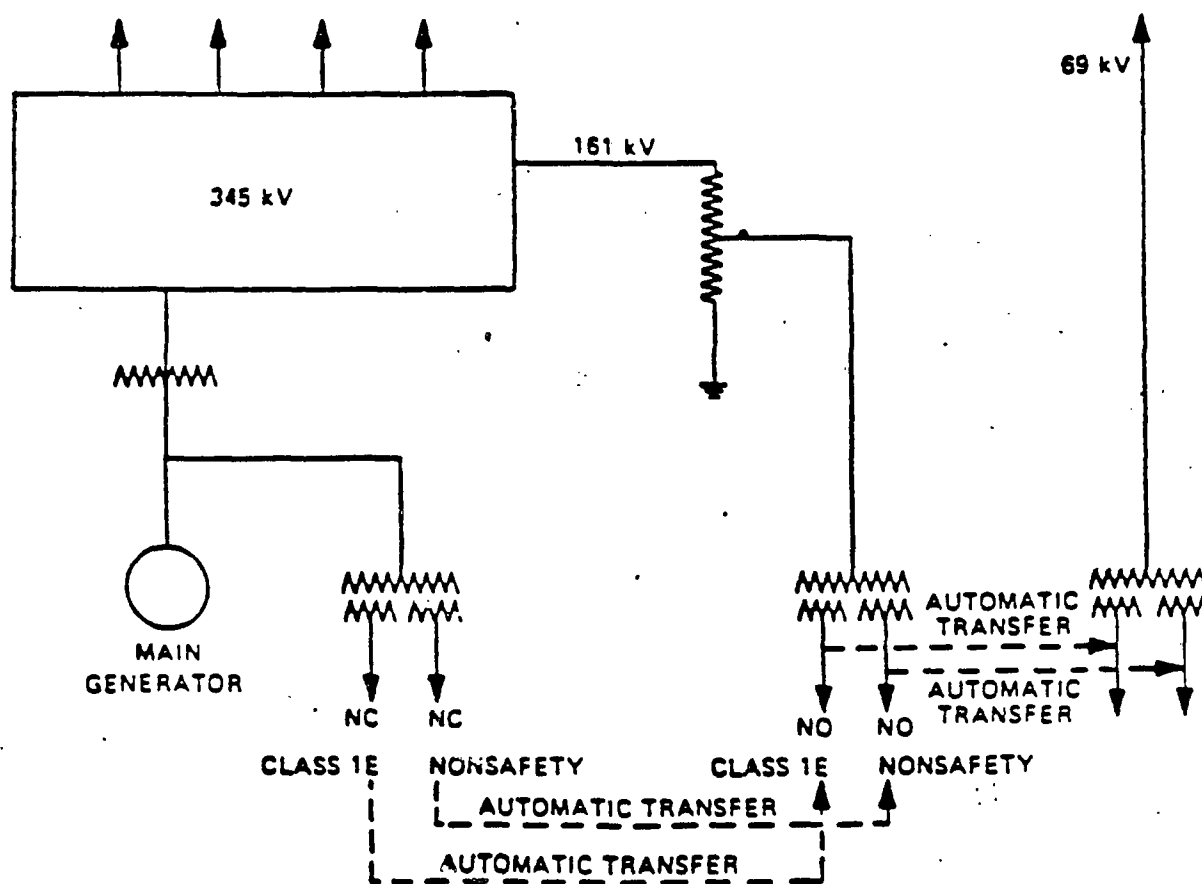 69 kV
161 kV
345 kV
AUTOMATIC
TRANSFER
MAIN
GENERATOR
AUTOMATIC
TRANSFER
NC NC
NO NO
CLASS 1E NONSAFETY
CLASS 1E NONSAFETY
AUTOMATIC TRANSFER
AUTOMATIC TRANSFER